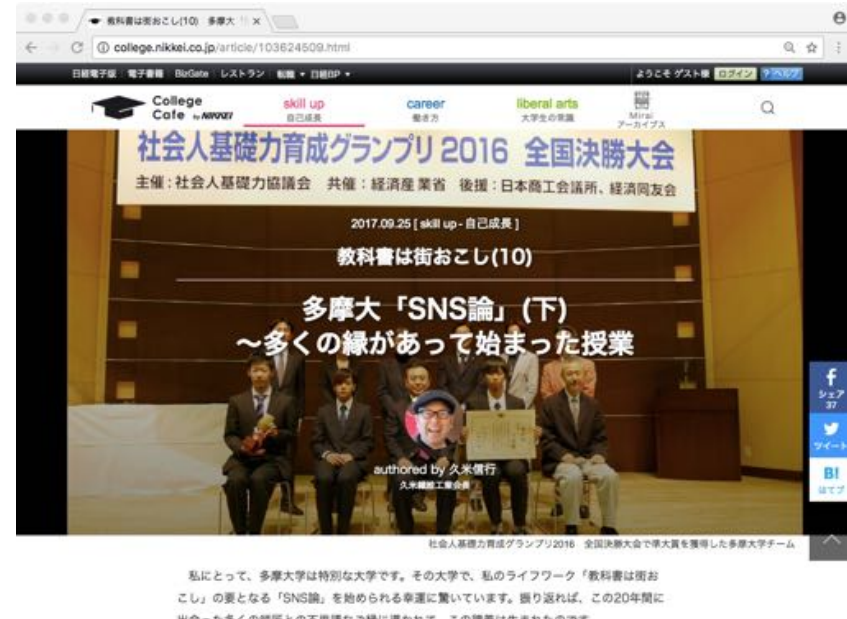 教科書は街おこし(10) 多摩大
college.nikkei.co.jp/article/103624509.html
日経電子版 電子書籍 BizGate レストラン 転職 日経BP
ようこそ ゲスト様 ログイン ? ヘルプ
College Cafe by NIKKEI
skill up
自己成長
career
働き方
liberal arts
大学生の常識
Mirai
アーカイブス
社会人基礎力育成グランプリ 2016 全国決勝大会
主催:社会人基礎力協議会 共催:経済産業省 後援:日本商工会議所、経済同友会
2017.09.25 [ skill up - 自己成長 ]
教科書は街おこし(10)
多摩大「SNS論」(下)
~多くの縁があって始まった授業
authored by 久米信行
久米繊維工業会長
シェア
37
ツイート
B!
はてブ
社会人基礎力育成グランプリ2016 全国決勝大会で準大賞を獲得した多摩大学チーム
私にとって、多摩大学は特別な大学です。その大学で、私のライフワーク「教科書は街お
こし」の要となる「SNS論」を始められる幸運に驚いています。振り返れば、この20年間に